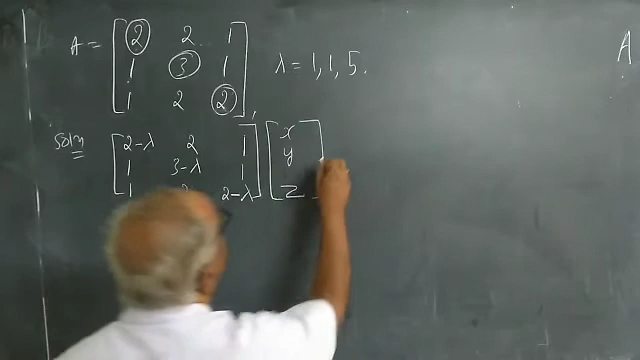 A = [ 2 2 1
1 3 1
1 2 2 ], λ = 1, 1, 5.
Soln [ 2-λ 2 1 ] [ x
1 3-λ 1 y
1 2 2-λ z ]
A